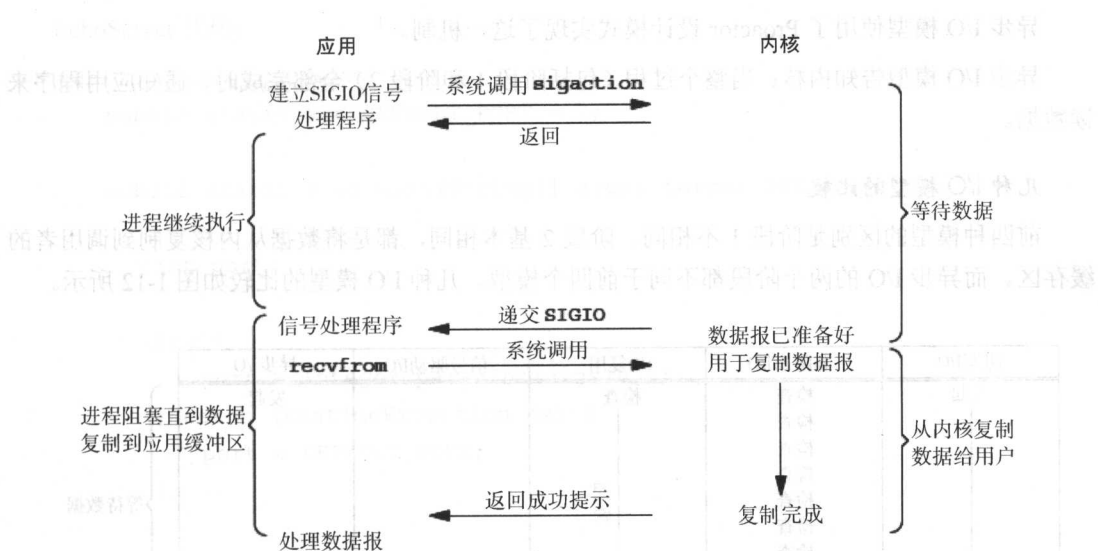 应用
内核
建立SIGIO信号
处理程序
系统调用 sigaction
返回
进程继续执行
等待数据
信号处理程序
递交 SIGIO
数据报已准备好
用于复制数据报
系统调用
recvfrom
进程阻塞直到数据
复制到应用缓冲区
从内核复制
数据给用户
返回成功提示
复制完成
处理数据报